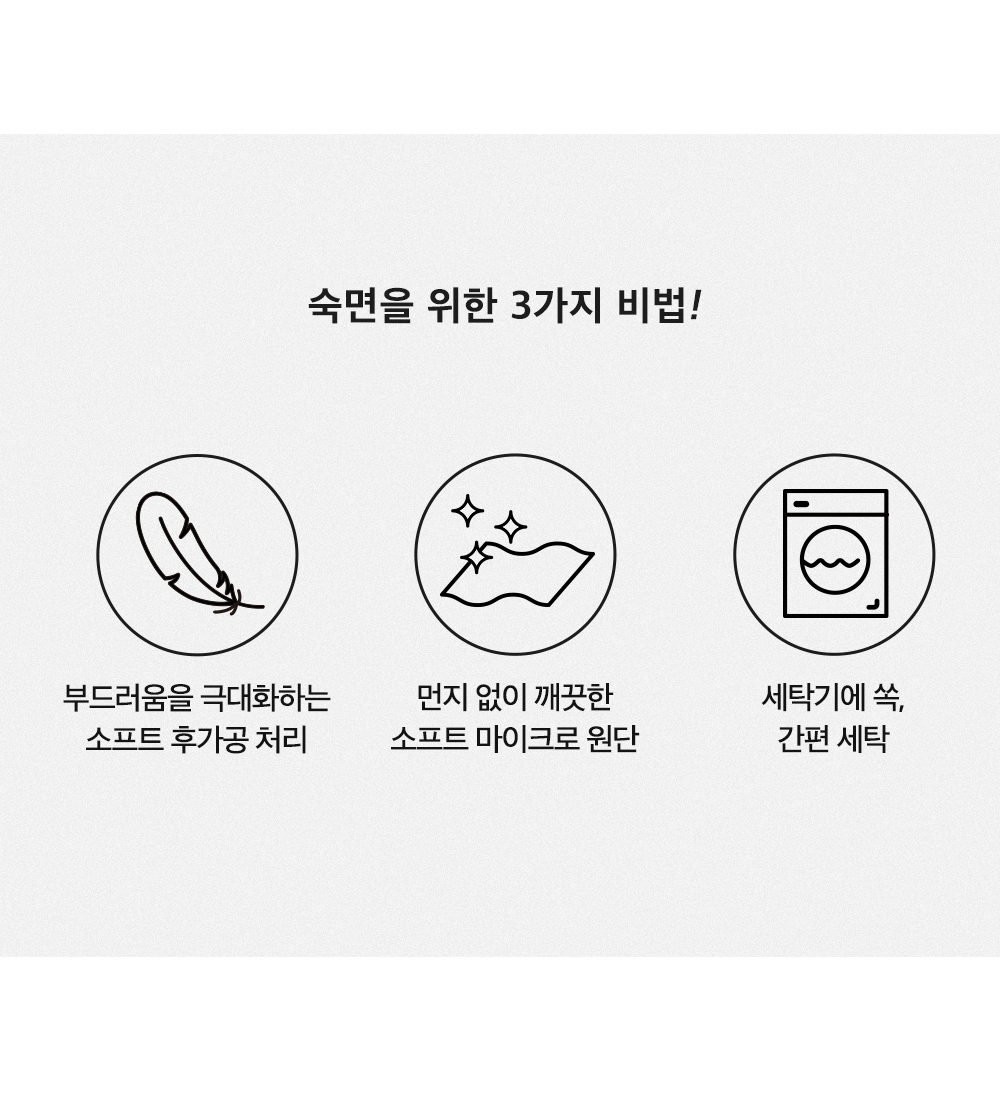 숙면을 위한 3가지 비법!
부드러움을 극대화하는
소프트 후가공 처리
먼지 없이 깨끗한
소프트 마이크로 원단
세탁기에 쏙,
간편 세탁